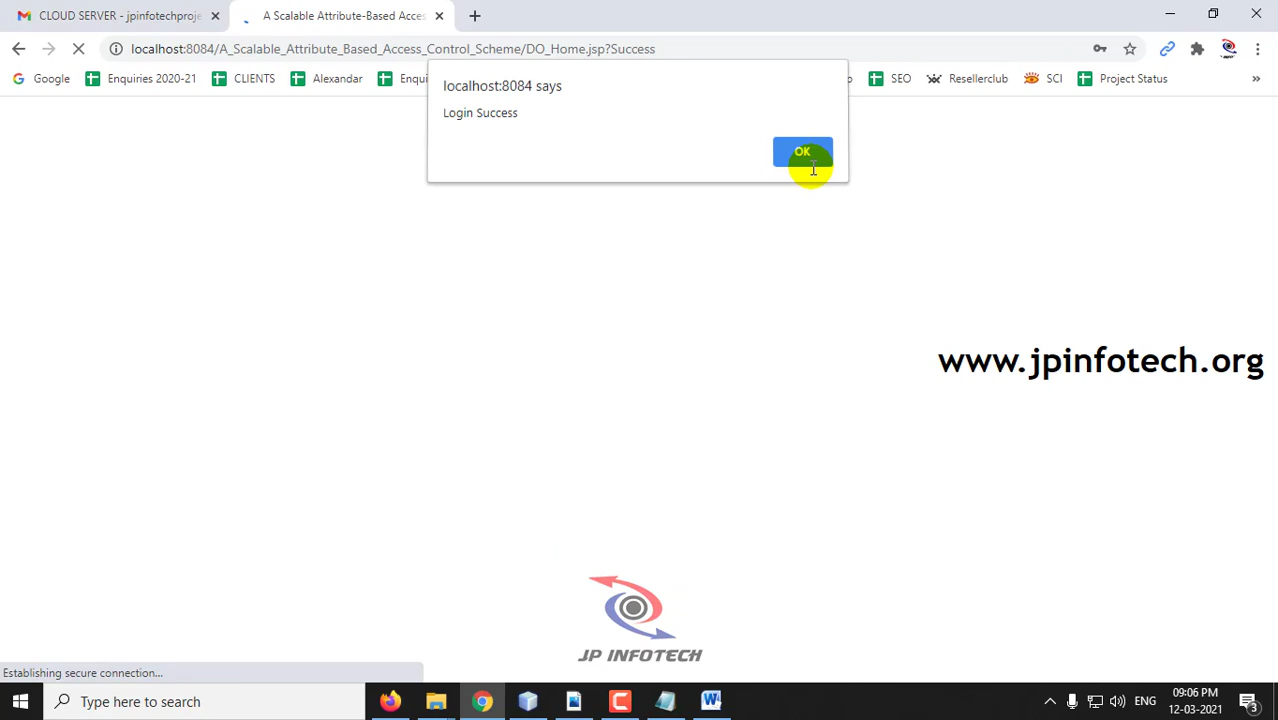 CLOUD SERVER - jpinfotechproje
A Scalable Attribute-Based Acces
localhost:8084/A_Scalable_Attribute_Based_Access_Control_Scheme/DO_Home.jsp?Success
Google
Enquiries 2020-21
CLIENTS
Alexandar
Enqui
SEO
Resellerclub
SCI
Project Status
localhost:8084 says
Login Success
OK
www.jpinfotech.org
JP INFOTECH
Establishing secure connection...
Type here to search
ENG
09:06 PM
12-03-2021
3